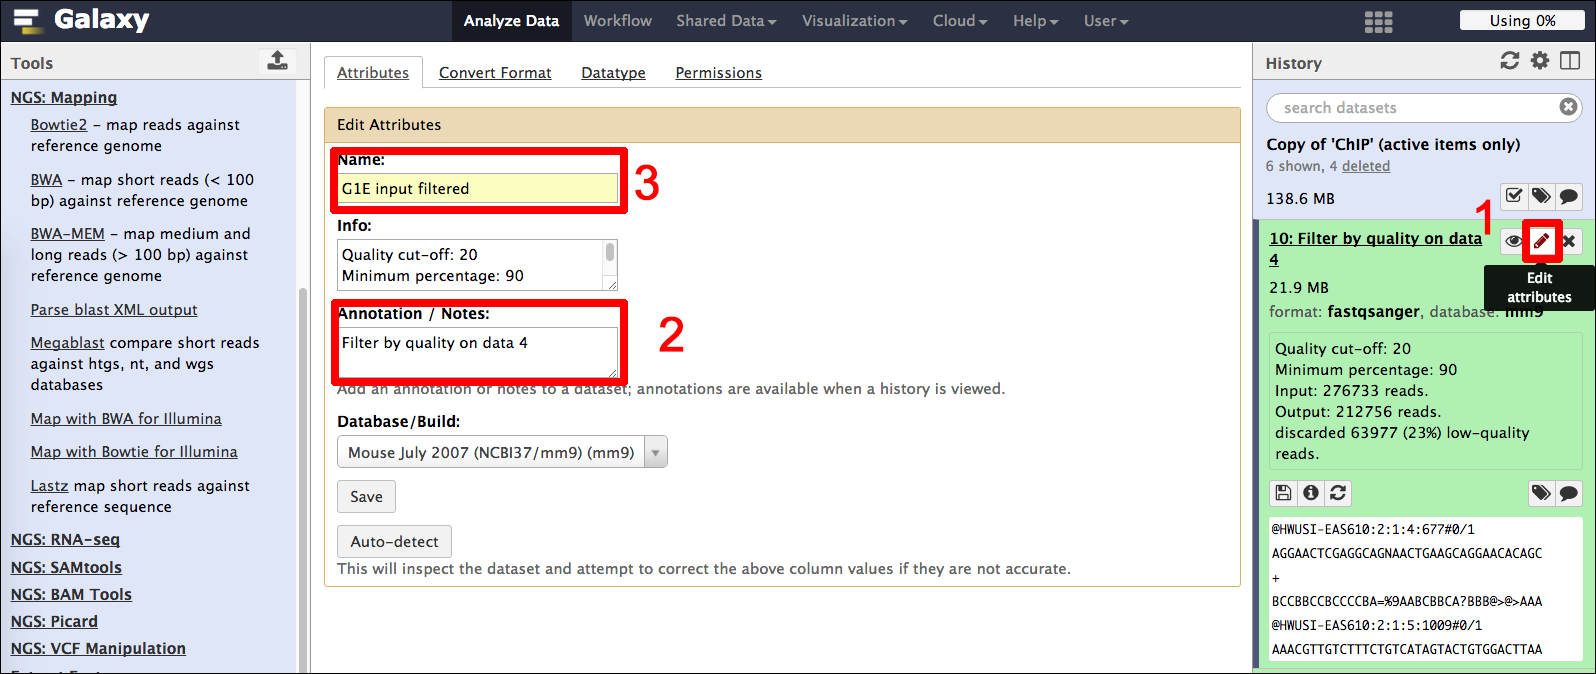 Galaxy
Analyze Data
Workflow
Shared Data
Visualization
Cloud
Help
User
Using 0%
Tools
NGS: Mapping
Bowtie2 - map reads against
reference genome
BWA - map short reads (< 100
bp) against reference genome
BWA-MEM - map medium and
long reads (> 100 bp) against
reference genome
Parse blast XML output
Megablast compare short reads
against htgs, nt, and wgs
databases
Map with BWA for Illumina
Map with Bowtie for Illumina
Lastz map short reads against
reference sequence
NGS: RNA-seq
NGS: SAMtools
NGS: BAM Tools
NGS: Picard
NGS: VCF Manipulation
Attributes
Convert Format
Datatype
Permissions
Edit Attributes
Name:
G1E input filtered
3
Info:
Quality cut-off: 20
Minimum percentage: 90
Annotation / Notes:
Filter by quality on data 4
2
Add an annotation or notes to a dataset; annotations are available when a history is viewed.
Database/Build:
Mouse July 2007 (NCBI37/mm9) (mm9)
Save
Auto-detect
This will inspect the dataset and attempt to correct the above column values if they are not accurate.
History
search datasets
Copy of 'ChIP' (active items only)
6 shown, 4 deleted
138.6 MB
1
10: Filter by quality on data
4
Edit
attributes
21.9 MB
format: fastqsanger, database: mm9
Quality cut-off: 20
Minimum percentage: 90
Input: 276733 reads.
Output: 212756 reads.
discarded 63977 (23%) low-quality
reads.
@HWUSI-EAS610:2:1:4:677#0/1
AGGAACTCGAGGCAGNAACTGAAGCAGGAACACAGC
+
BCCBBCCBCCCCBA=%9AABCBBCA?BBB@>@>AAA
@HWUSI-EAS610:2:1:5:1009#0/1
AAACGTTGTCTTTCTGTCATAGTACTGTGGACTTAA